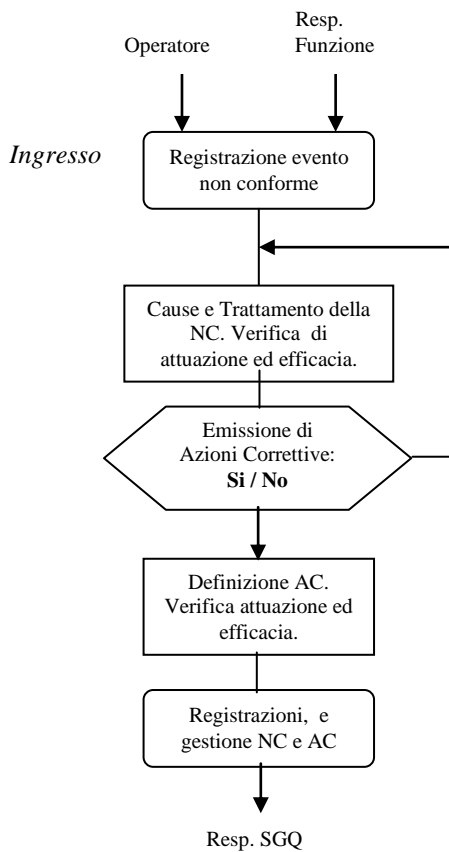 Resp.
Funzione
Operatore
Ingresso
Registrazione evento
non conforme
Cause e Trattamento della
NC. Verifica di
attuazione ed efficacia.
Emissione di
Azioni Correttive:
Si / No
Definizione AC.
Verifica attuazione ed
efficacia.
Registrazioni, e
gestione NC e AC
Resp. SGQ